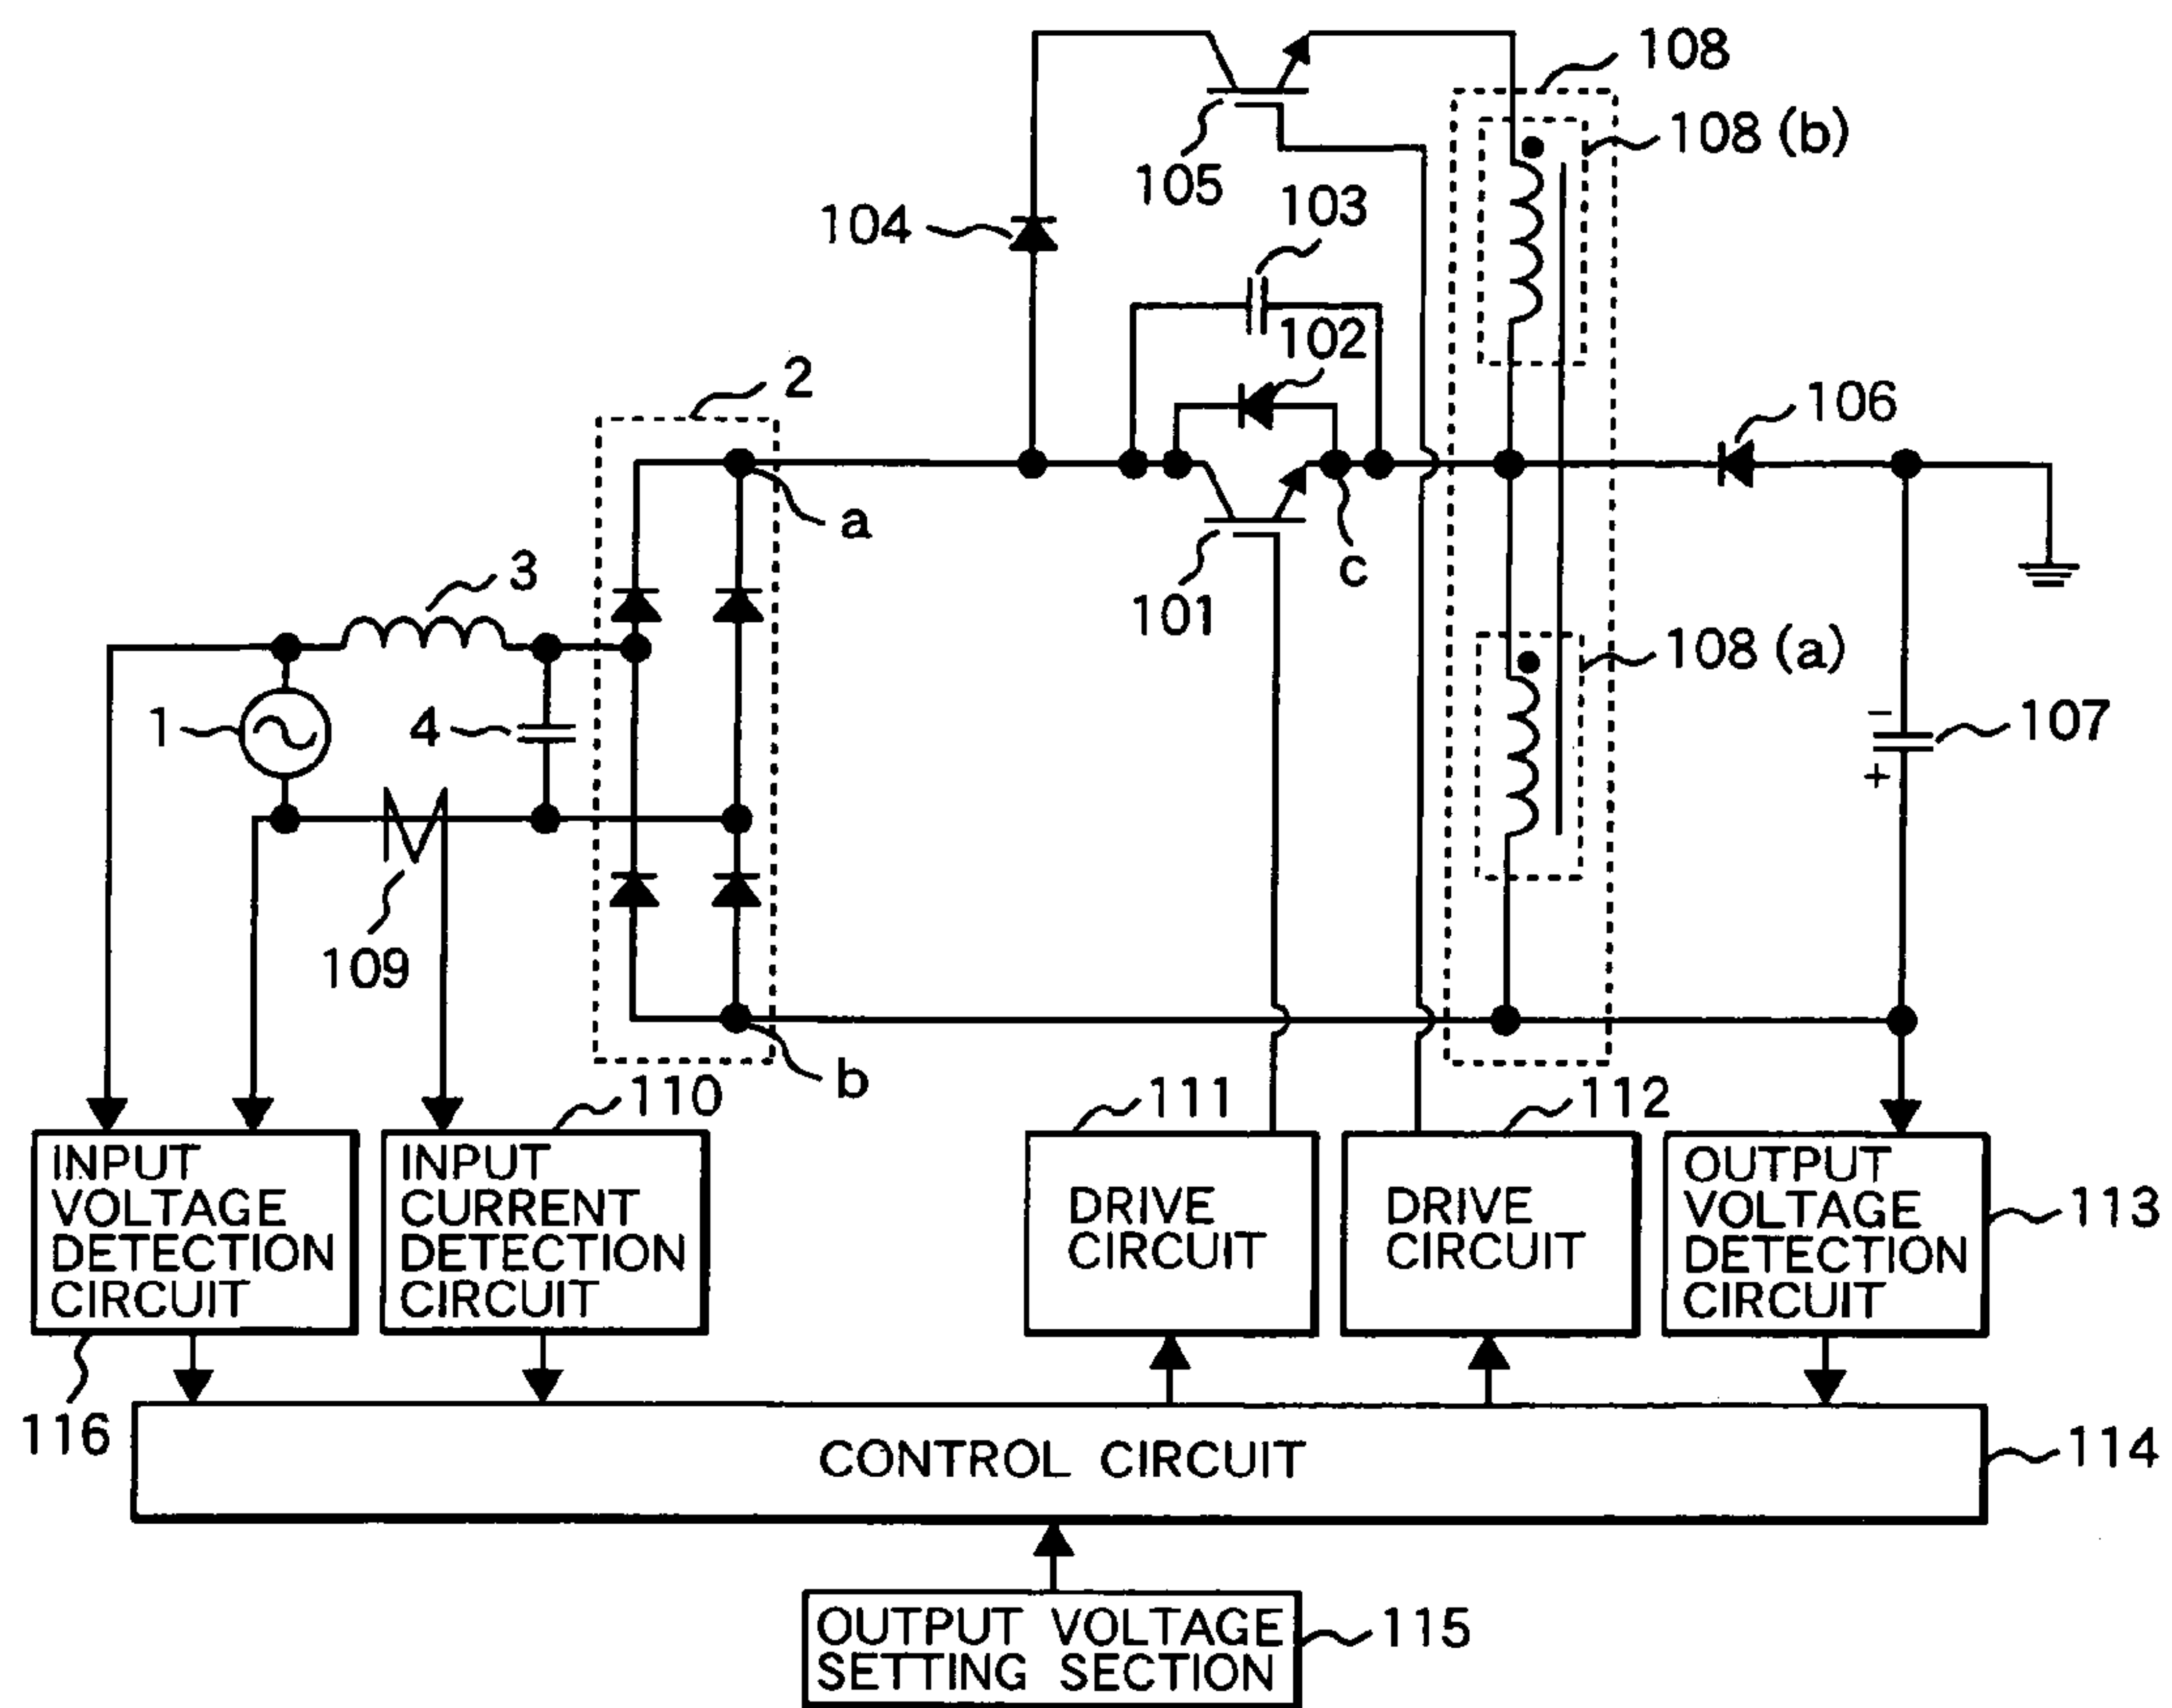 108
108 (b)
105
103
104
102
2
106
a
3
c
101
108 (a)
1
4
107
−
+
109
b
110
111
112
INPUT
VOLTAGE
DETECTION
CIRCUIT
INPUT
CURRENT
DETECTION
CIRCUIT
DRIVE
CIRCUIT
DRIVE
CIRCUIT
OUTPUT
VOLTAGE
DETECTION
CIRCUIT
113
116
CONTROL CIRCUIT
114
OUTPUT VOLTAGE
SETTING SECTION
115